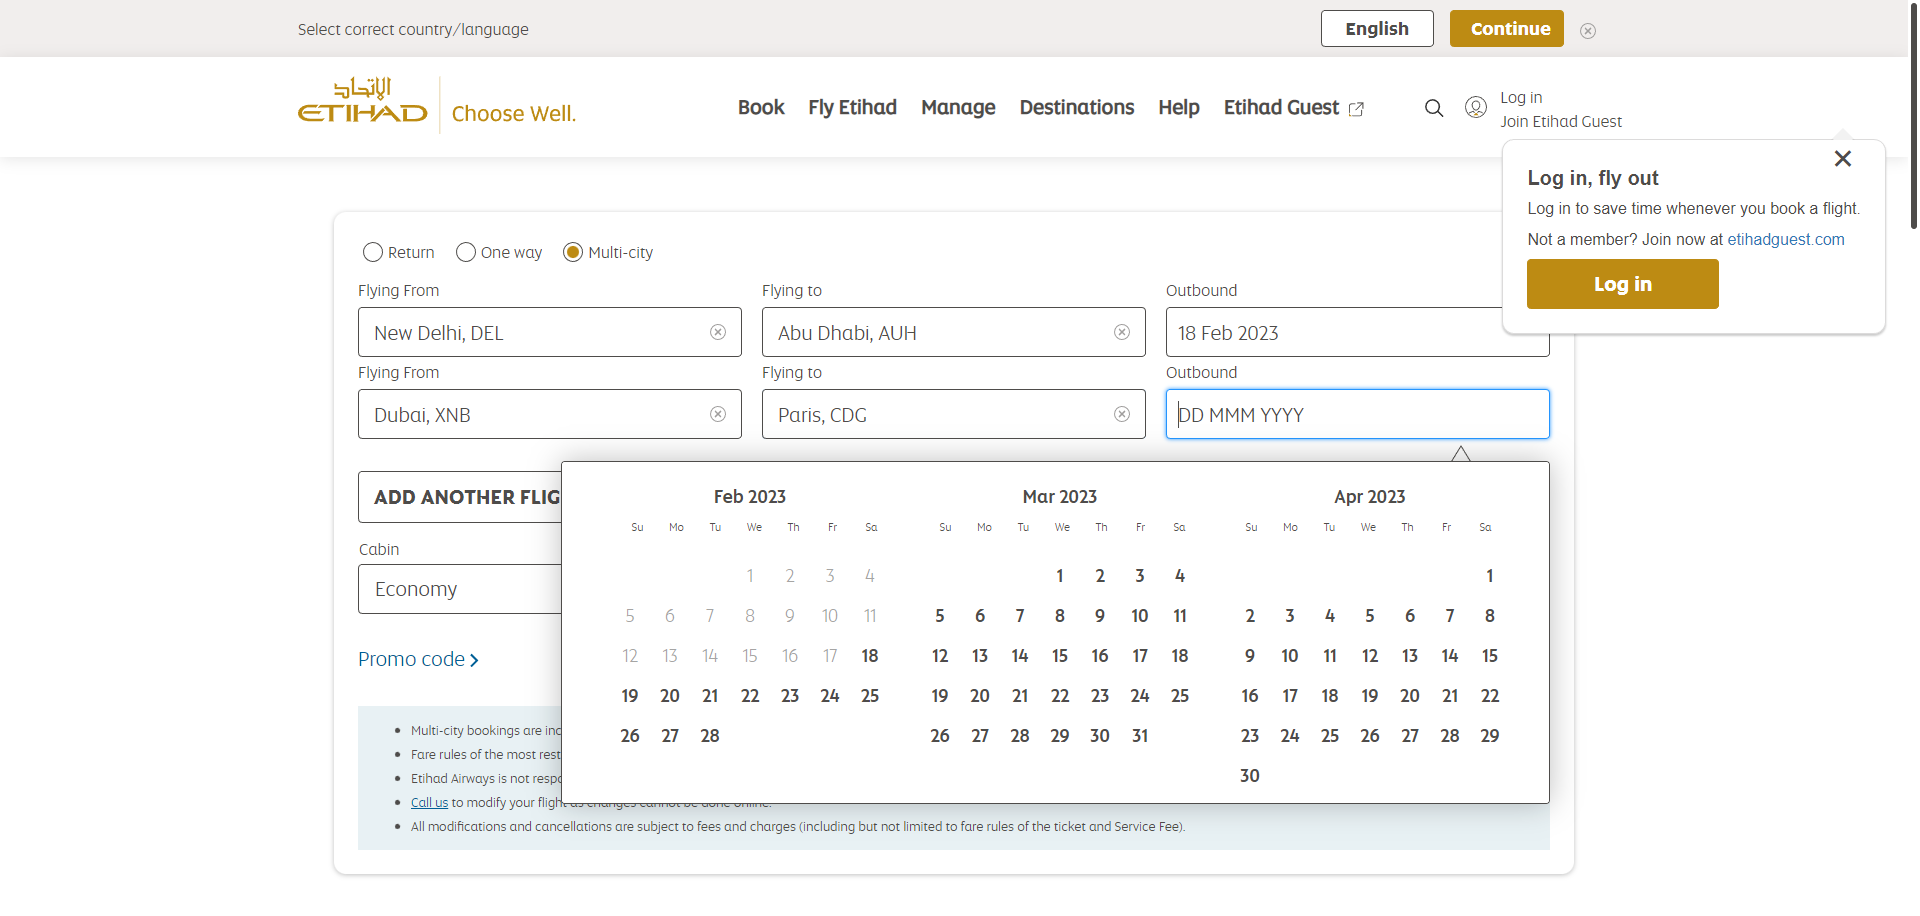 Select correct country/language
English
Continue
الإتحاد
ETIHAD
Choose Well.
Book
Fly Etihad
Manage
Destinations
Help
Etihad Guest
Log in
Join Etihad Guest
Log in, fly out
Log in to save time whenever you book a flight.
Not a member? Join now at etihadguest.com
Log in
Return
One way
Multi-city
Flying From
Flying to
Outbound
New Delhi, DEL
Abu Dhabi, AUH
18 Feb 2023
Flying From
Flying to
Outbound
Dubai, XNB
Paris, CDG
DD MMM YYYY
ADD ANOTHER FLIG
Cabin
Economy
Promo code
Feb 2023
Su Mo Tu We Th Fr Sa
1 2 3 4
5 6 7 8 9 10 11
12 13 14 15 16 17 18
19 20 21 22 23 24 25
26 27 28
Mar 2023
Su Mo Tu We Th Fr Sa
1 2 3 4
5 6 7 8 9 10 11
12 13 14 15 16 17 18
19 20 21 22 23 24 25
26 27 28 29 30 31
Apr 2023
Su Mo Tu We Th Fr Sa
1
2 3 4 5 6 7 8
9 10 11 12 13 14 15
16 17 18 19 20 21 22
23 24 25 26 27 28 29
30
Multi-city bookings are inc
Fare rules of the most rest
Etihad Airways is not respo
Call us to modify your flight as changes cannot be done online.
All modifications and cancellations are subject to fees and charges (including but not limited to fare rules of the ticket and Service Fee).